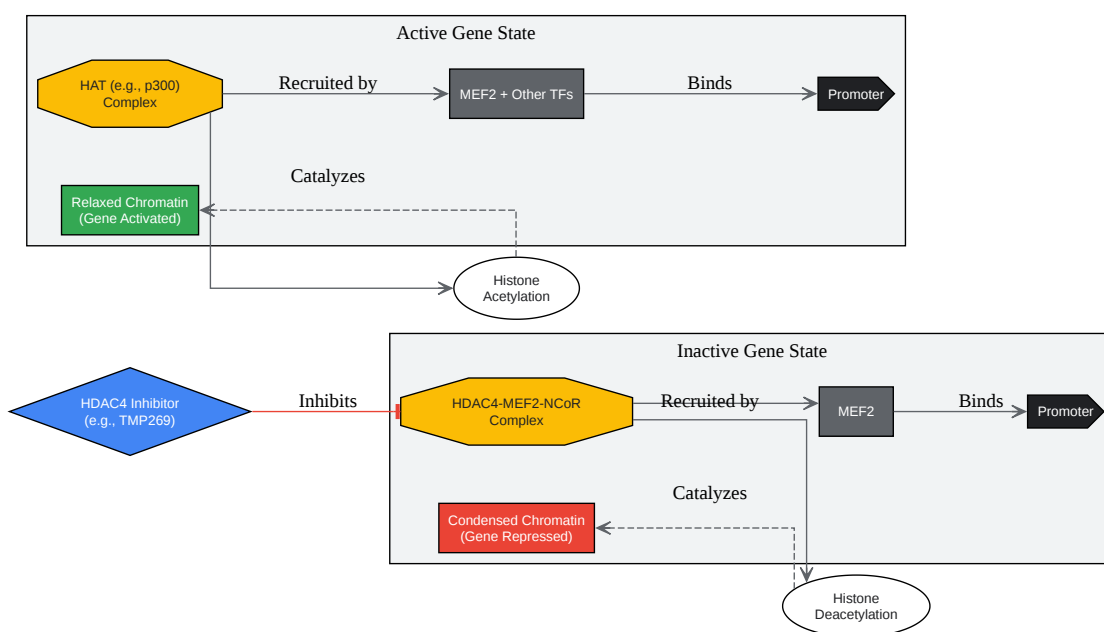 Active Gene State
HAT (e.g., p300)
Complex
Recruited by
MEF2 + Other TFs
Binds
Promoter
Catalyzes
Relaxed Chromatin
(Gene Activated)
Histone
Acetylation
Inactive Gene State
HDAC4 Inhibitor
(e.g., TMP269)
Inhibits
HDAC4-MEF2-NCoR
Complex
Recruited by
MEF2
Binds
Promoter
Catalyzes
Condensed Chromatin
(Gene Repressed)
Histone
Deacetylation